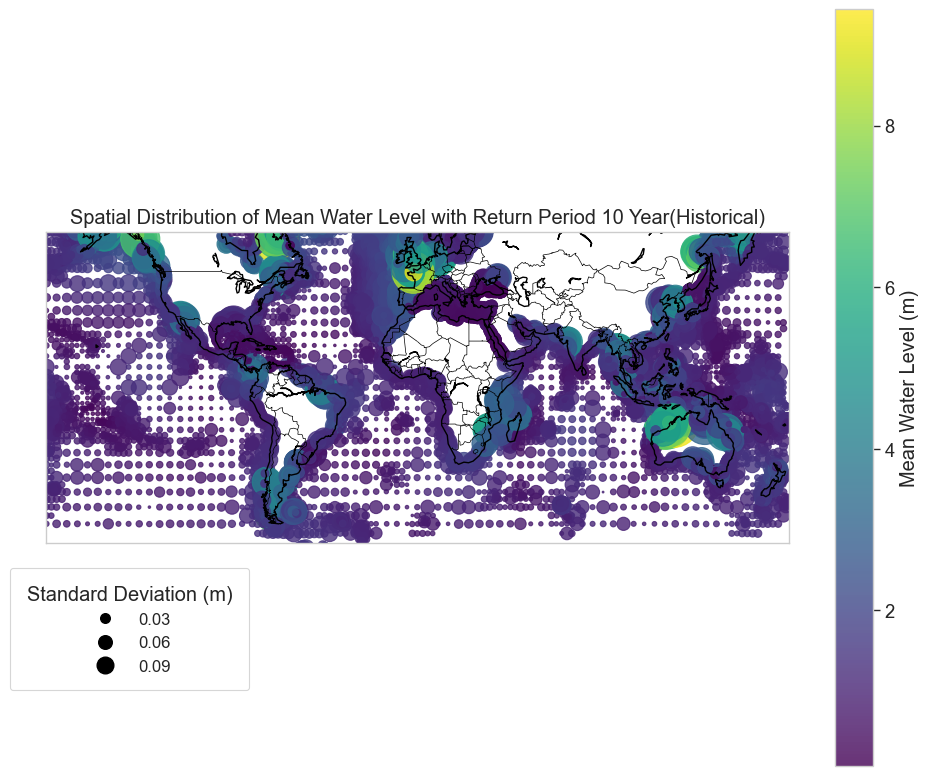 Spatial Distribution of Mean Water Level with Return Period 10 Year(Historical)
8
6
4
2
Mean Water Level (m)
Standard Deviation (m)
0.03
0.06
0.09